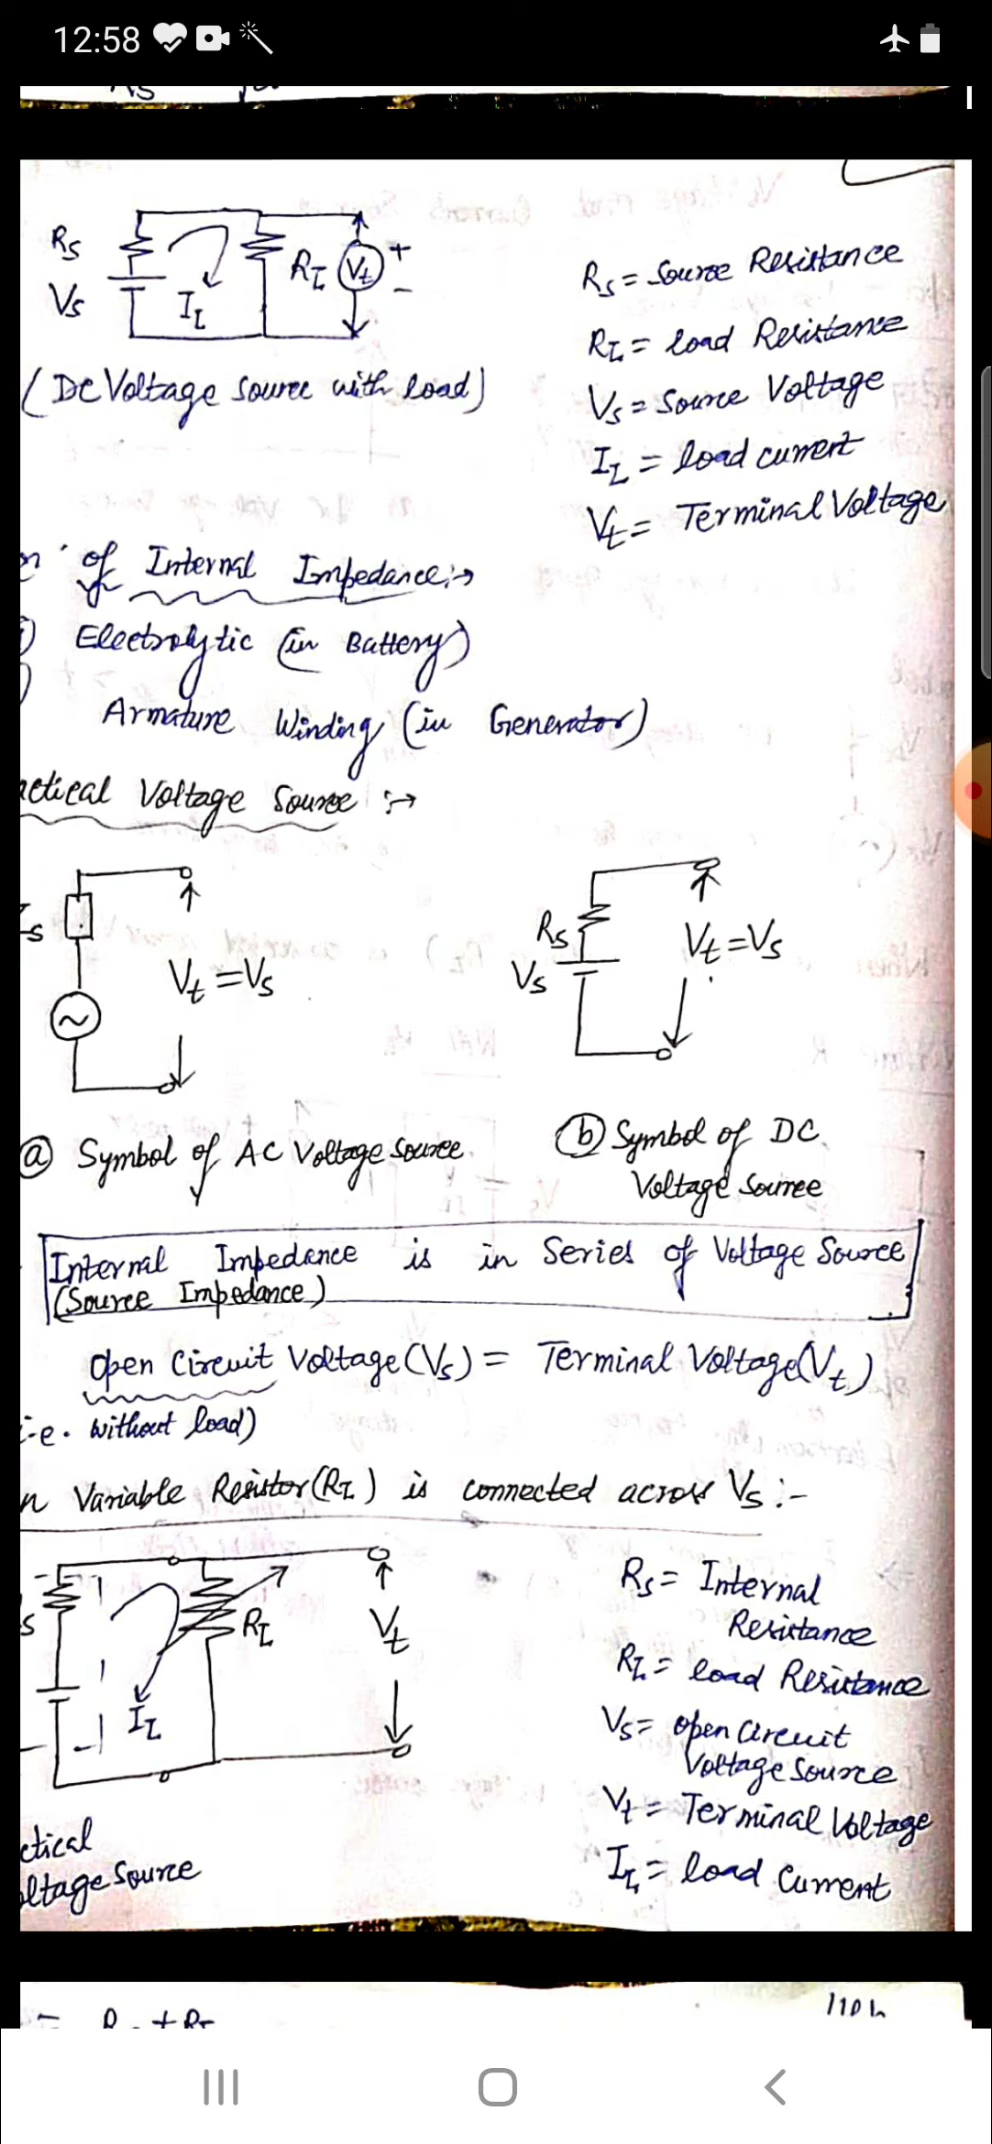 12:58
Rs
Vs
IL
RL
Vt
+
-
(DC Voltage source with load)
Rs = Source Resistance
RL = load Resistance
Vs = Source Voltage
IL = load current
Vt = Terminal Voltage
of Internal Impedance:→
Electrolytic (in Battery)
Armature Winding (in Generator)
actical Voltage Source :→
s
Vt = Vs
Rs
Vs
Vt = Vs
(a) Symbol of AC Voltage Source
(b) Symbol of DC
Voltage Source
Internal Impedance is in Series of Voltage Source
(Source Impedance)
Open Circuit Voltage(Vs) = Terminal Voltage(Vt)
i-e. without load)
n Variable Resistor(RL) is connected across Vs :-
s
IL
RL
Vt
Rs = Internal
Resistance
RL = load Resistance
Vs = open Circuit
Voltage Source
Vt = Terminal Voltage
IL = load Current
ctical
oltage Source